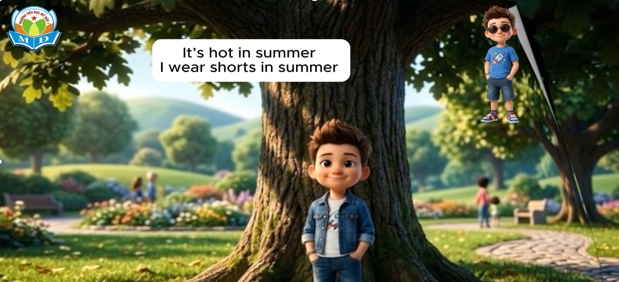 It's hot in summer
I wear shorts in summer
M D